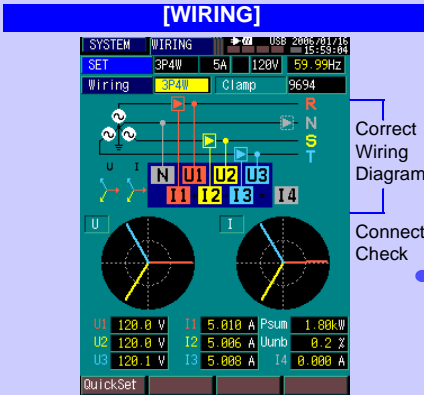 [WIRING]
SYSTEM WIRING USB 2006/01/16
15:59:04
SET 3P4W 5A 120V 59.99Hz
Wiring 3P4W Clamp 9694
R
N
S
T
U I
N U1 U2 U3
I1 I2 I3 I4
Correct
Wiring
Diagram
Connect
Check
U I
U1 120.0 V I1 5.010 A Psum 1.80kW
U2 120.0 V I2 5.006 A Uunb 0.2 %
U3 120.1 V I3 5.008 A I4 0.000 A
QuickSet